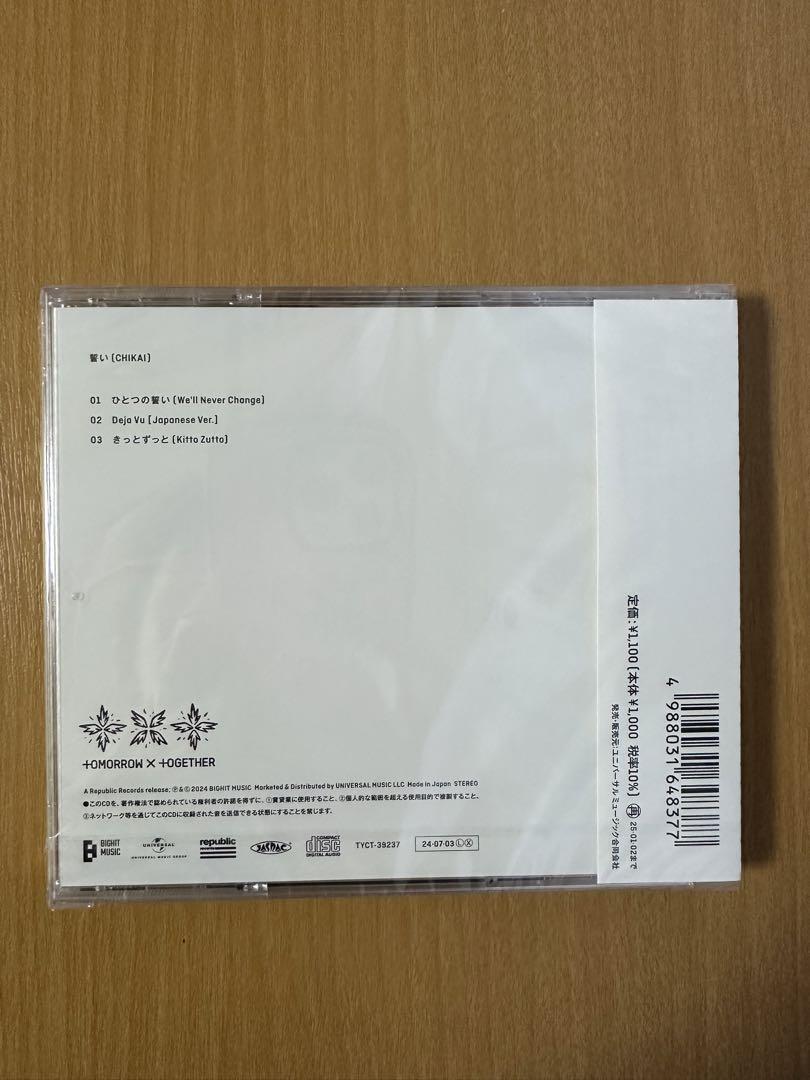 誓い (CHIKAI)
01 ひとつの誓い (We'll Never Change)
02 Deja Vu [Japanese Ver.]
03 きっとずっと (Kitto Zutto)
TOMORROW X TOGETHER
A Republic Records release; ℗&© 2024 BIGHIT MUSIC Marketed & Distributed by UNIVERSAL MUSIC LLC Made in Japan STEREO
●このCDを、著作権法で認められている権利者の許諾を得ずに、①賃貸業に使用すること、②個人的な範囲を超える使用目的で複製すること、
③ネットワーク等を通じてこのCDに収録された音を送信できる状態にすることを禁じます。
BIGHIT MUSIC
UNIVERSAL
UNIVERSAL MUSIC GROUP
republic
JASRAC
COMPACT disc DIGITAL AUDIO
TYCT-39237
24·07·03 Ⓛ Ⓧ
定価:¥1,100 (本体 ¥1,000 税率10%)
発売・販売元:ユニバーサル ミュージック合同会社
再 25·01·02まで
4 988031 648377